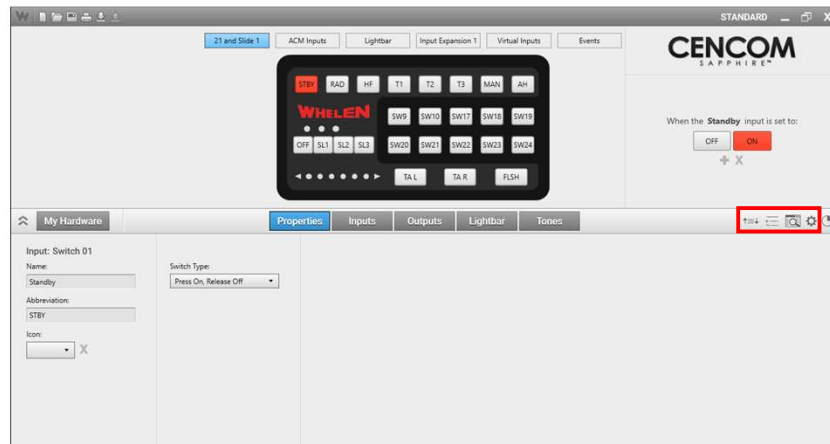 W STANDARD
21 and Slide 1 ACM Inputs Lightbar Input Expansion 1 Virtual Inputs Events
CENCOM
SAPPHIRE™
STBY RAD HF T1 T2 T3 MAN AH
WHELEN SW9 SW10 SW17 SW18 SW19
OFF SL1 SL2 SL3 SW20 SW21 SW22 SW23 SW24
TA L TA R FLSH
When the Standby input is set to:
OFF ON
+ X
My Hardware Properties Inputs Outputs Lightbar Tones
Input: Switch 01
Name: Switch Type:
Standby Press On, Release Off
Abbreviation:
STBY
Icon:
X